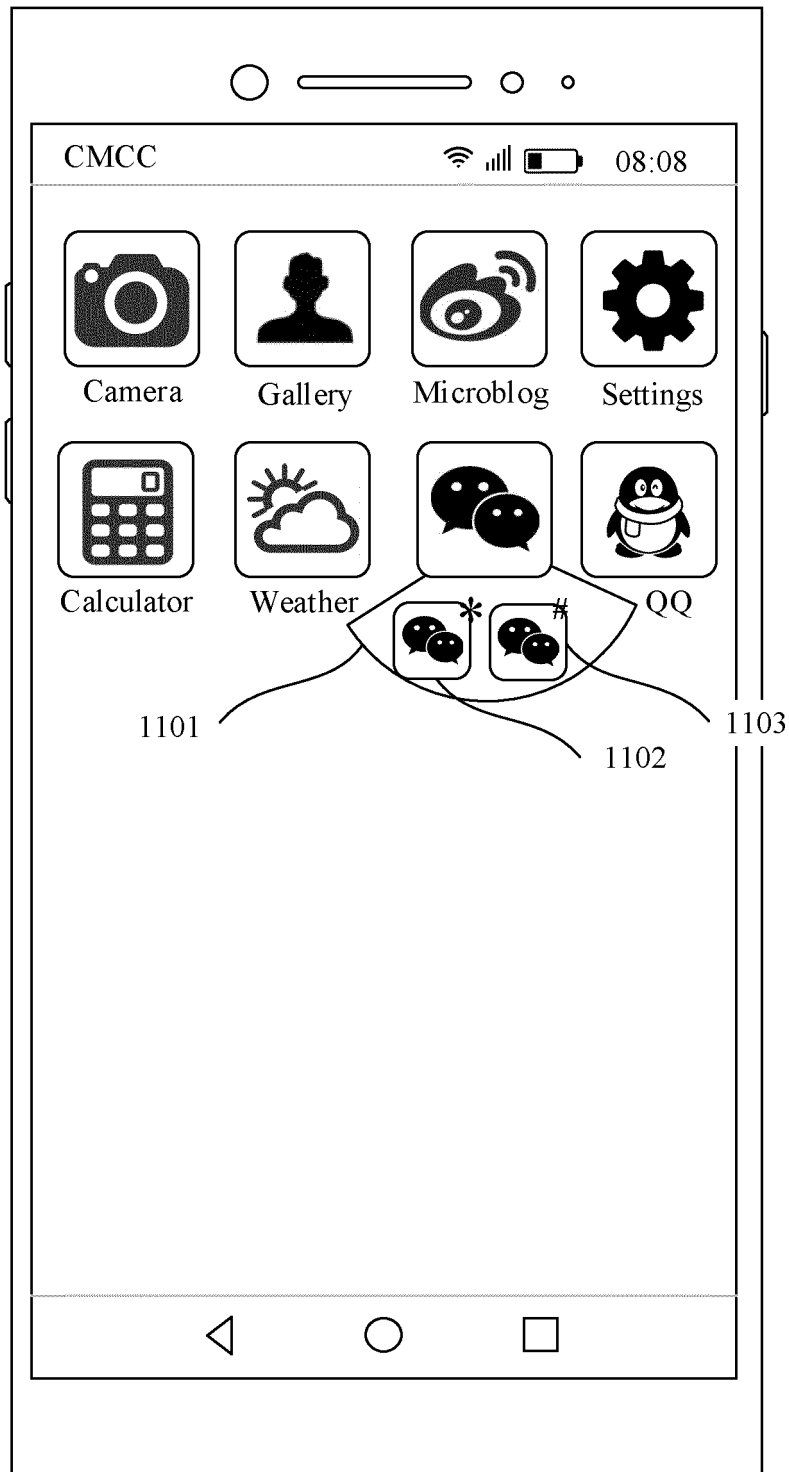 CMCC 08:08
Camera Gallery Microblog Settings
Calculator Weather QQ
* #
1101 1102 1103